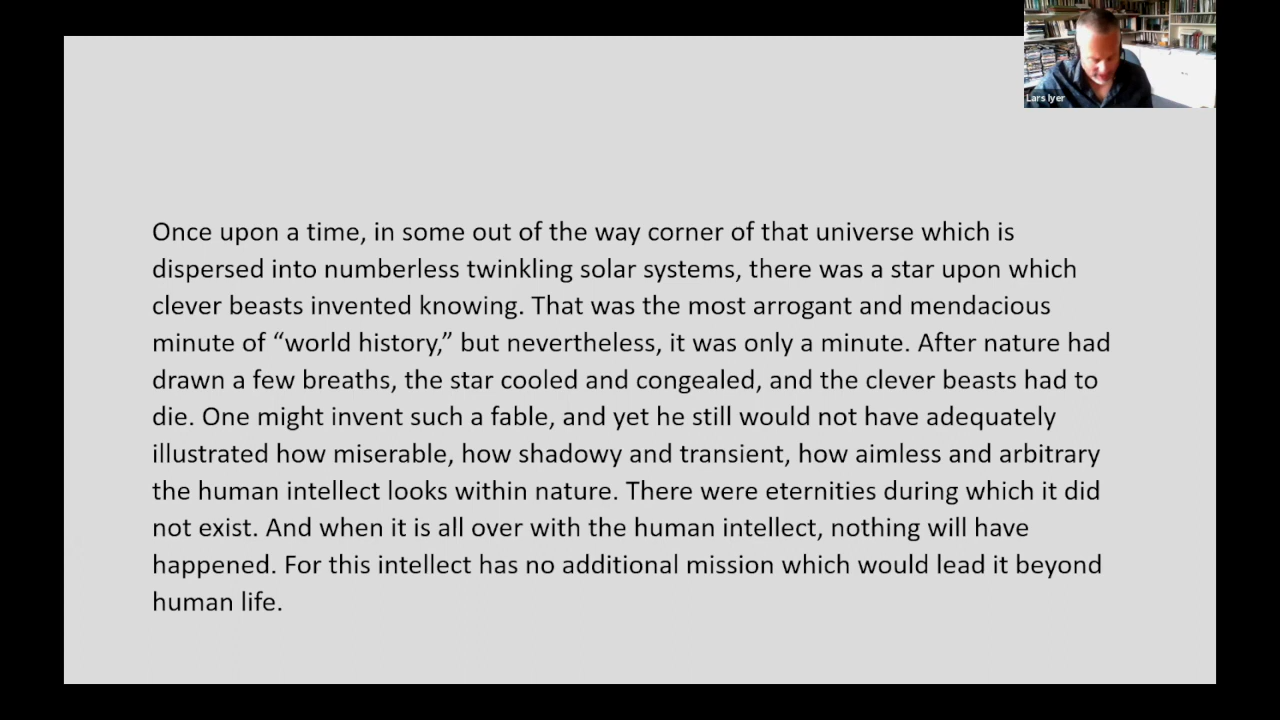 Lars Iyer
Once upon a time, in some out of the way corner of that universe which is
dispersed into numberless twinkling solar systems, there was a star upon which
clever beasts invented knowing. That was the most arrogant and mendacious
minute of “world history,” but nevertheless, it was only a minute. After nature had
drawn a few breaths, the star cooled and congealed, and the clever beasts had to
die. One might invent such a fable, and yet he still would not have adequately
illustrated how miserable, how shadowy and transient, how aimless and arbitrary
the human intellect looks within nature. There were eternities during which it did
not exist. And when it is all over with the human intellect, nothing will have
happened. For this intellect has no additional mission which would lead it beyond
human life.